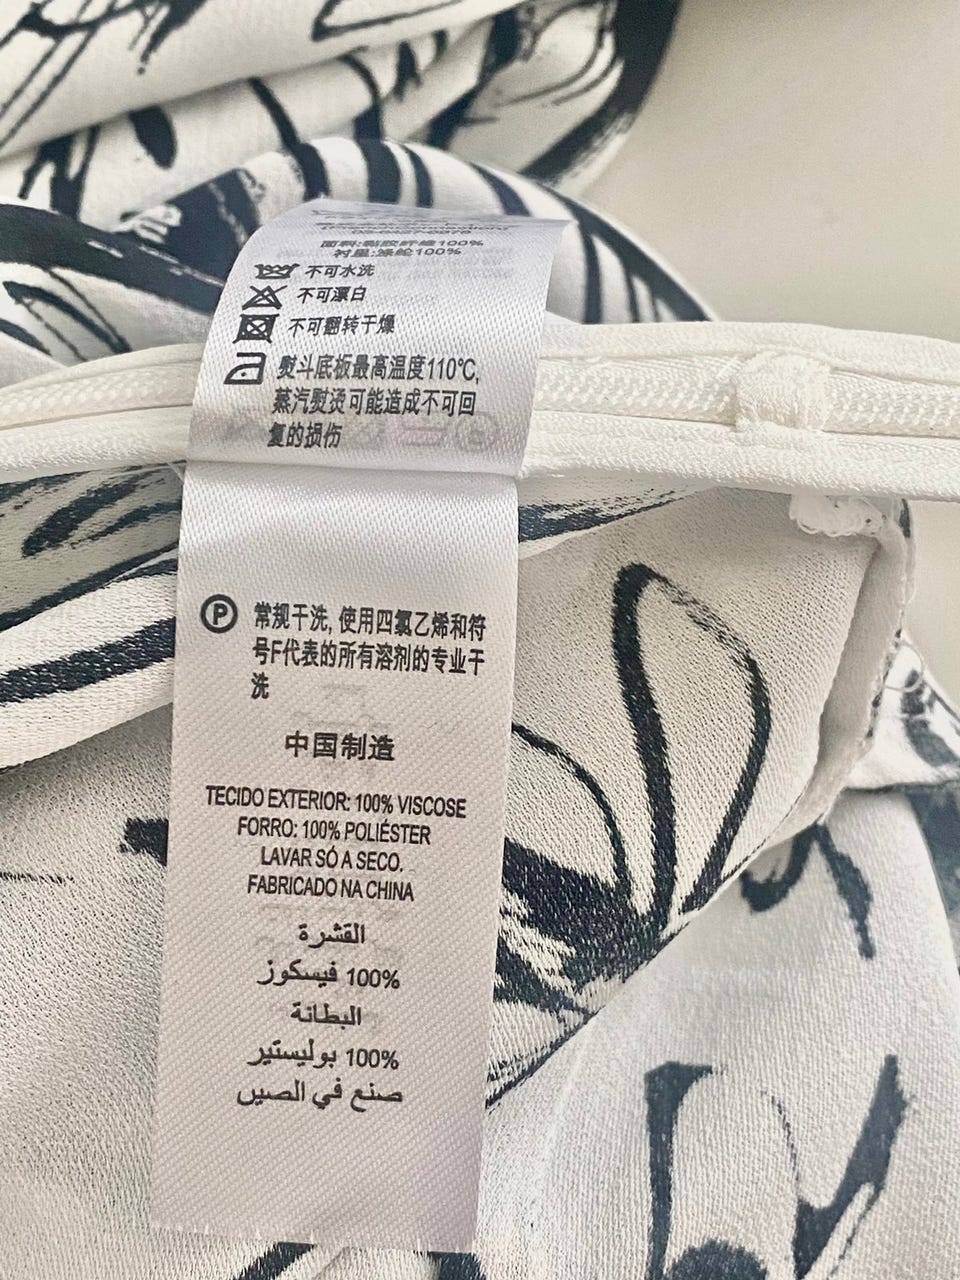 面料:黏胶纤维100%
衬里:涤纶100%
不可水洗
不可漂白
不可翻转干燥
熨斗底板最高温度110℃,
蒸汽熨烫可能造成不可回
复的损伤
P 常规干洗, 使用四氯乙烯和符
号F代表的所有溶剂的专业干
洗
中国制造
TECIDO EXTERIOR: 100% VISCOSE
FORRO: 100% POLIÉSTER
LAVAR SÓ A SECO.
FABRICADO NA CHINA
القشرة
100% فيسكوز
البطانة
100% بوليستير
صنع في الصين